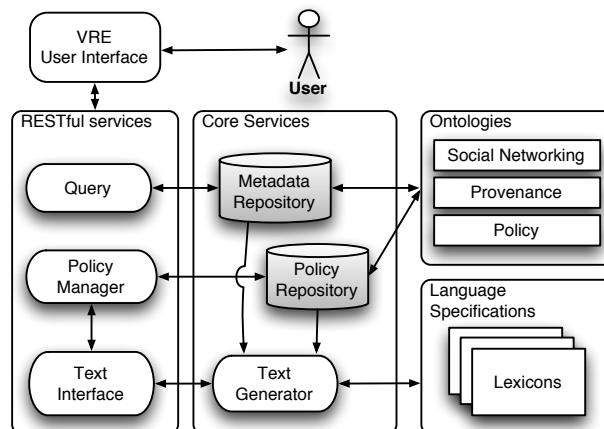 VRE
User Interface
User
RESTful services
Query
Policy
Manager
Text
Interface
Core Services
Metadata
Repository
Policy
Repository
Text
Generator
Ontologies
Social Networking
Provenance
Policy
Language
Specifications
Lexicons